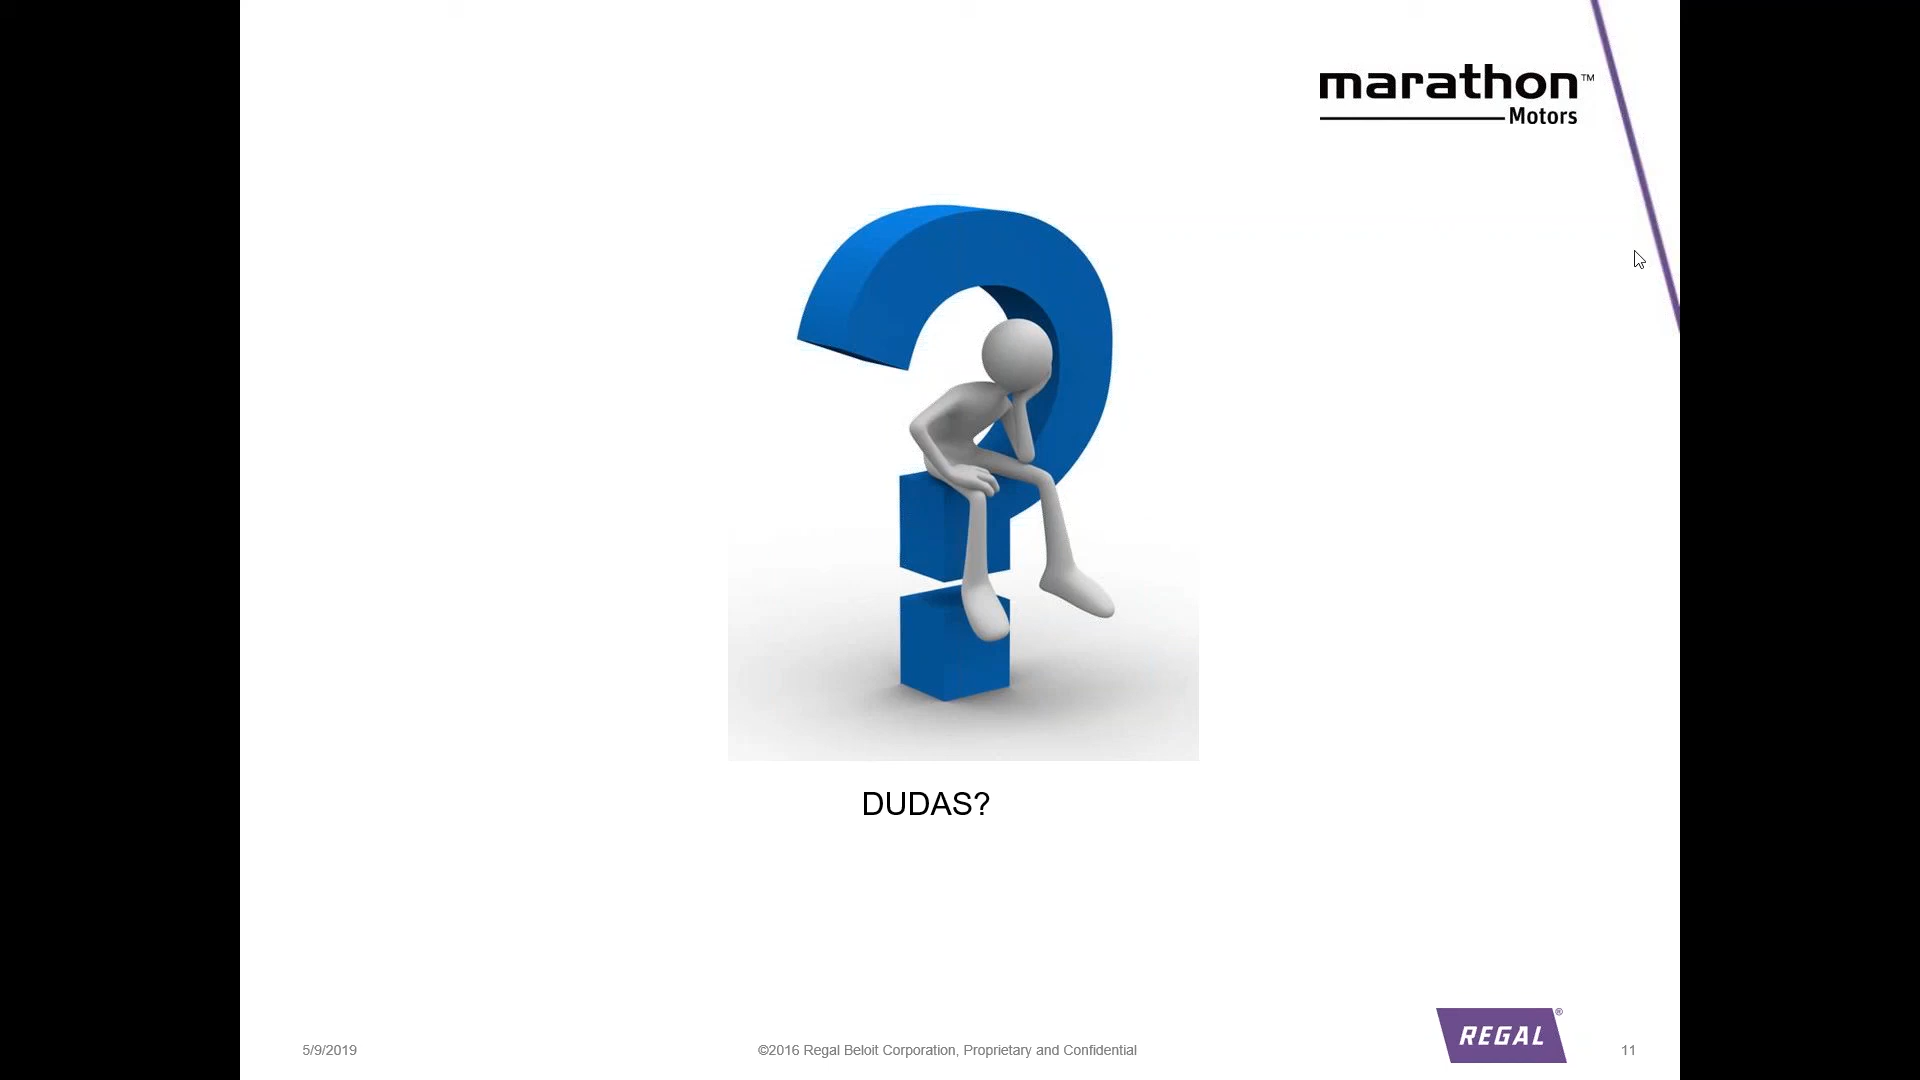 marathon™
Motors
DUDAS?
5/9/2019
©2016 Regal Beloit Corporation, Proprietary and Confidential
REGAL®
11